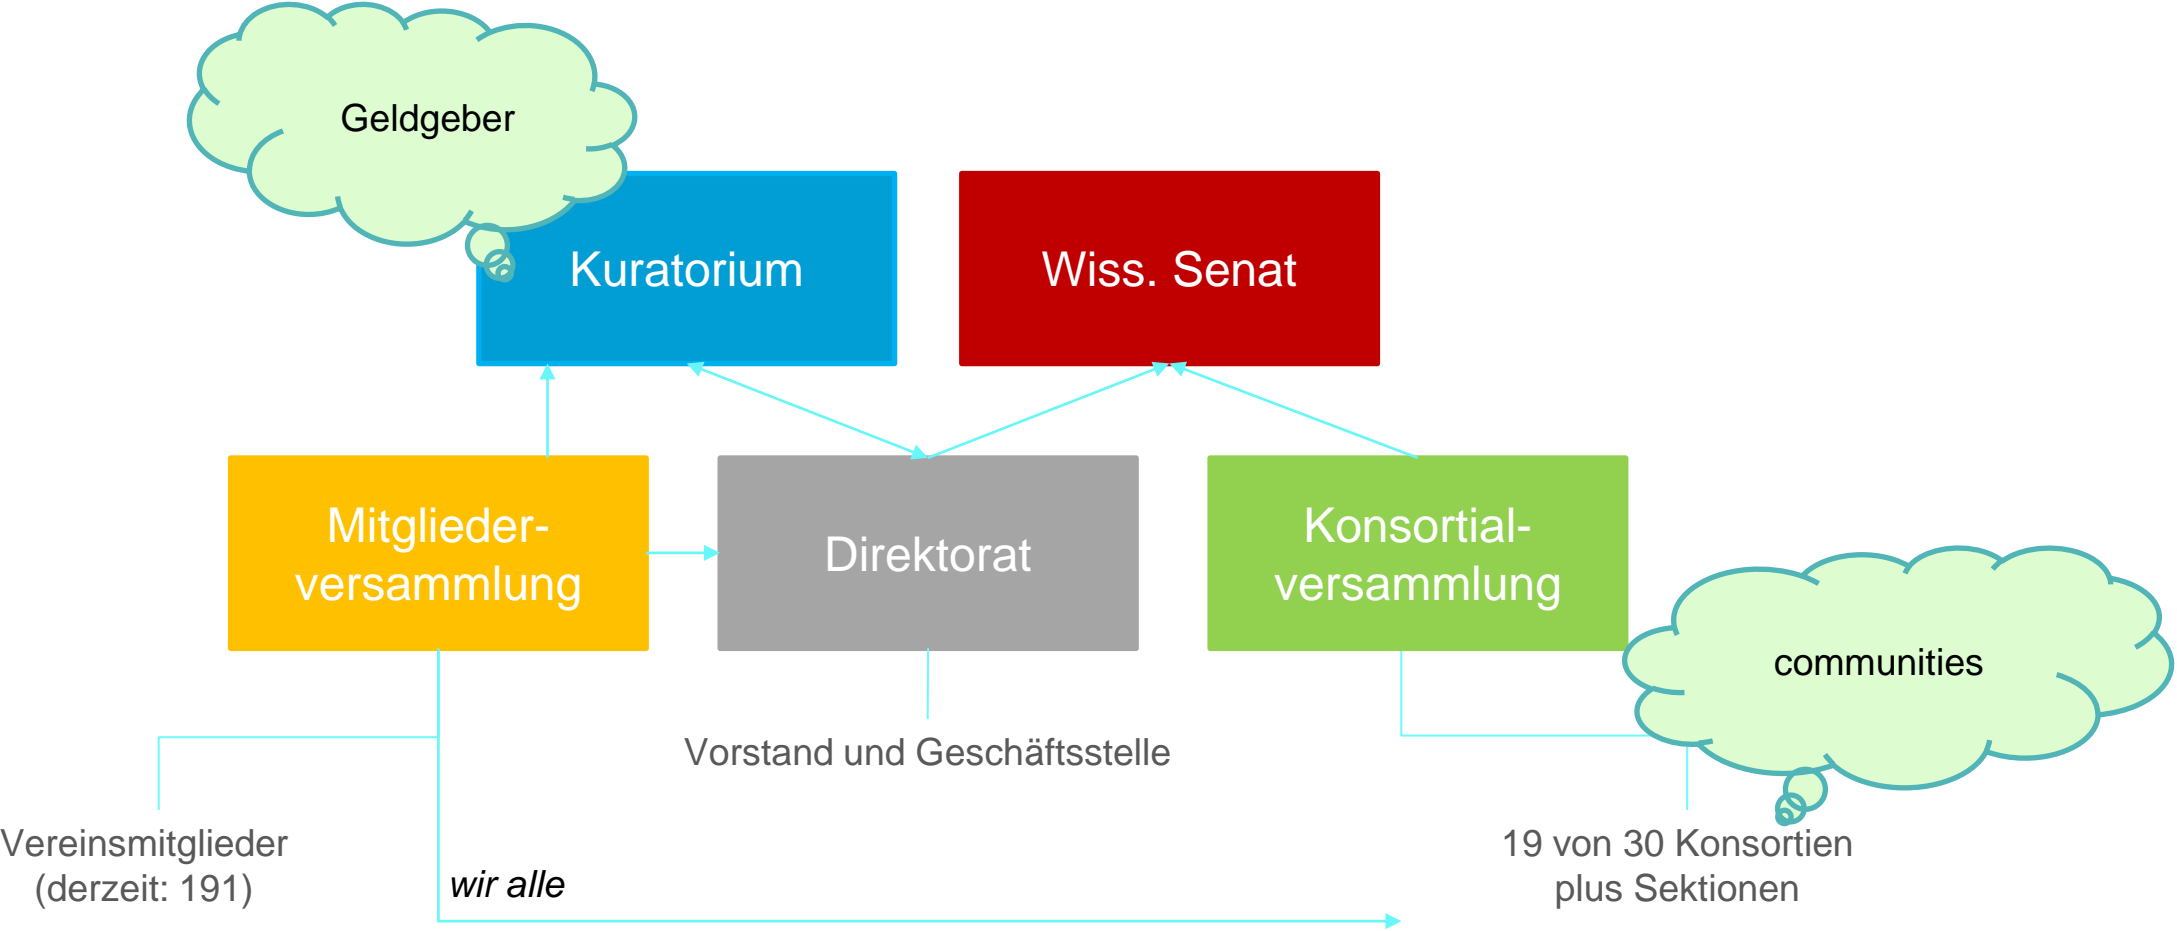 Geldgeber
Kuratorium
Wiss. Senat
Mitglieder-
versammlung
Direktorat
Konsortial-
versammlung
communities
Vorstand und Geschäftsstelle
Vereinsmitglieder
(derzeit: 191)
wir alle
19 von 30 Konsortien
plus Sektionen